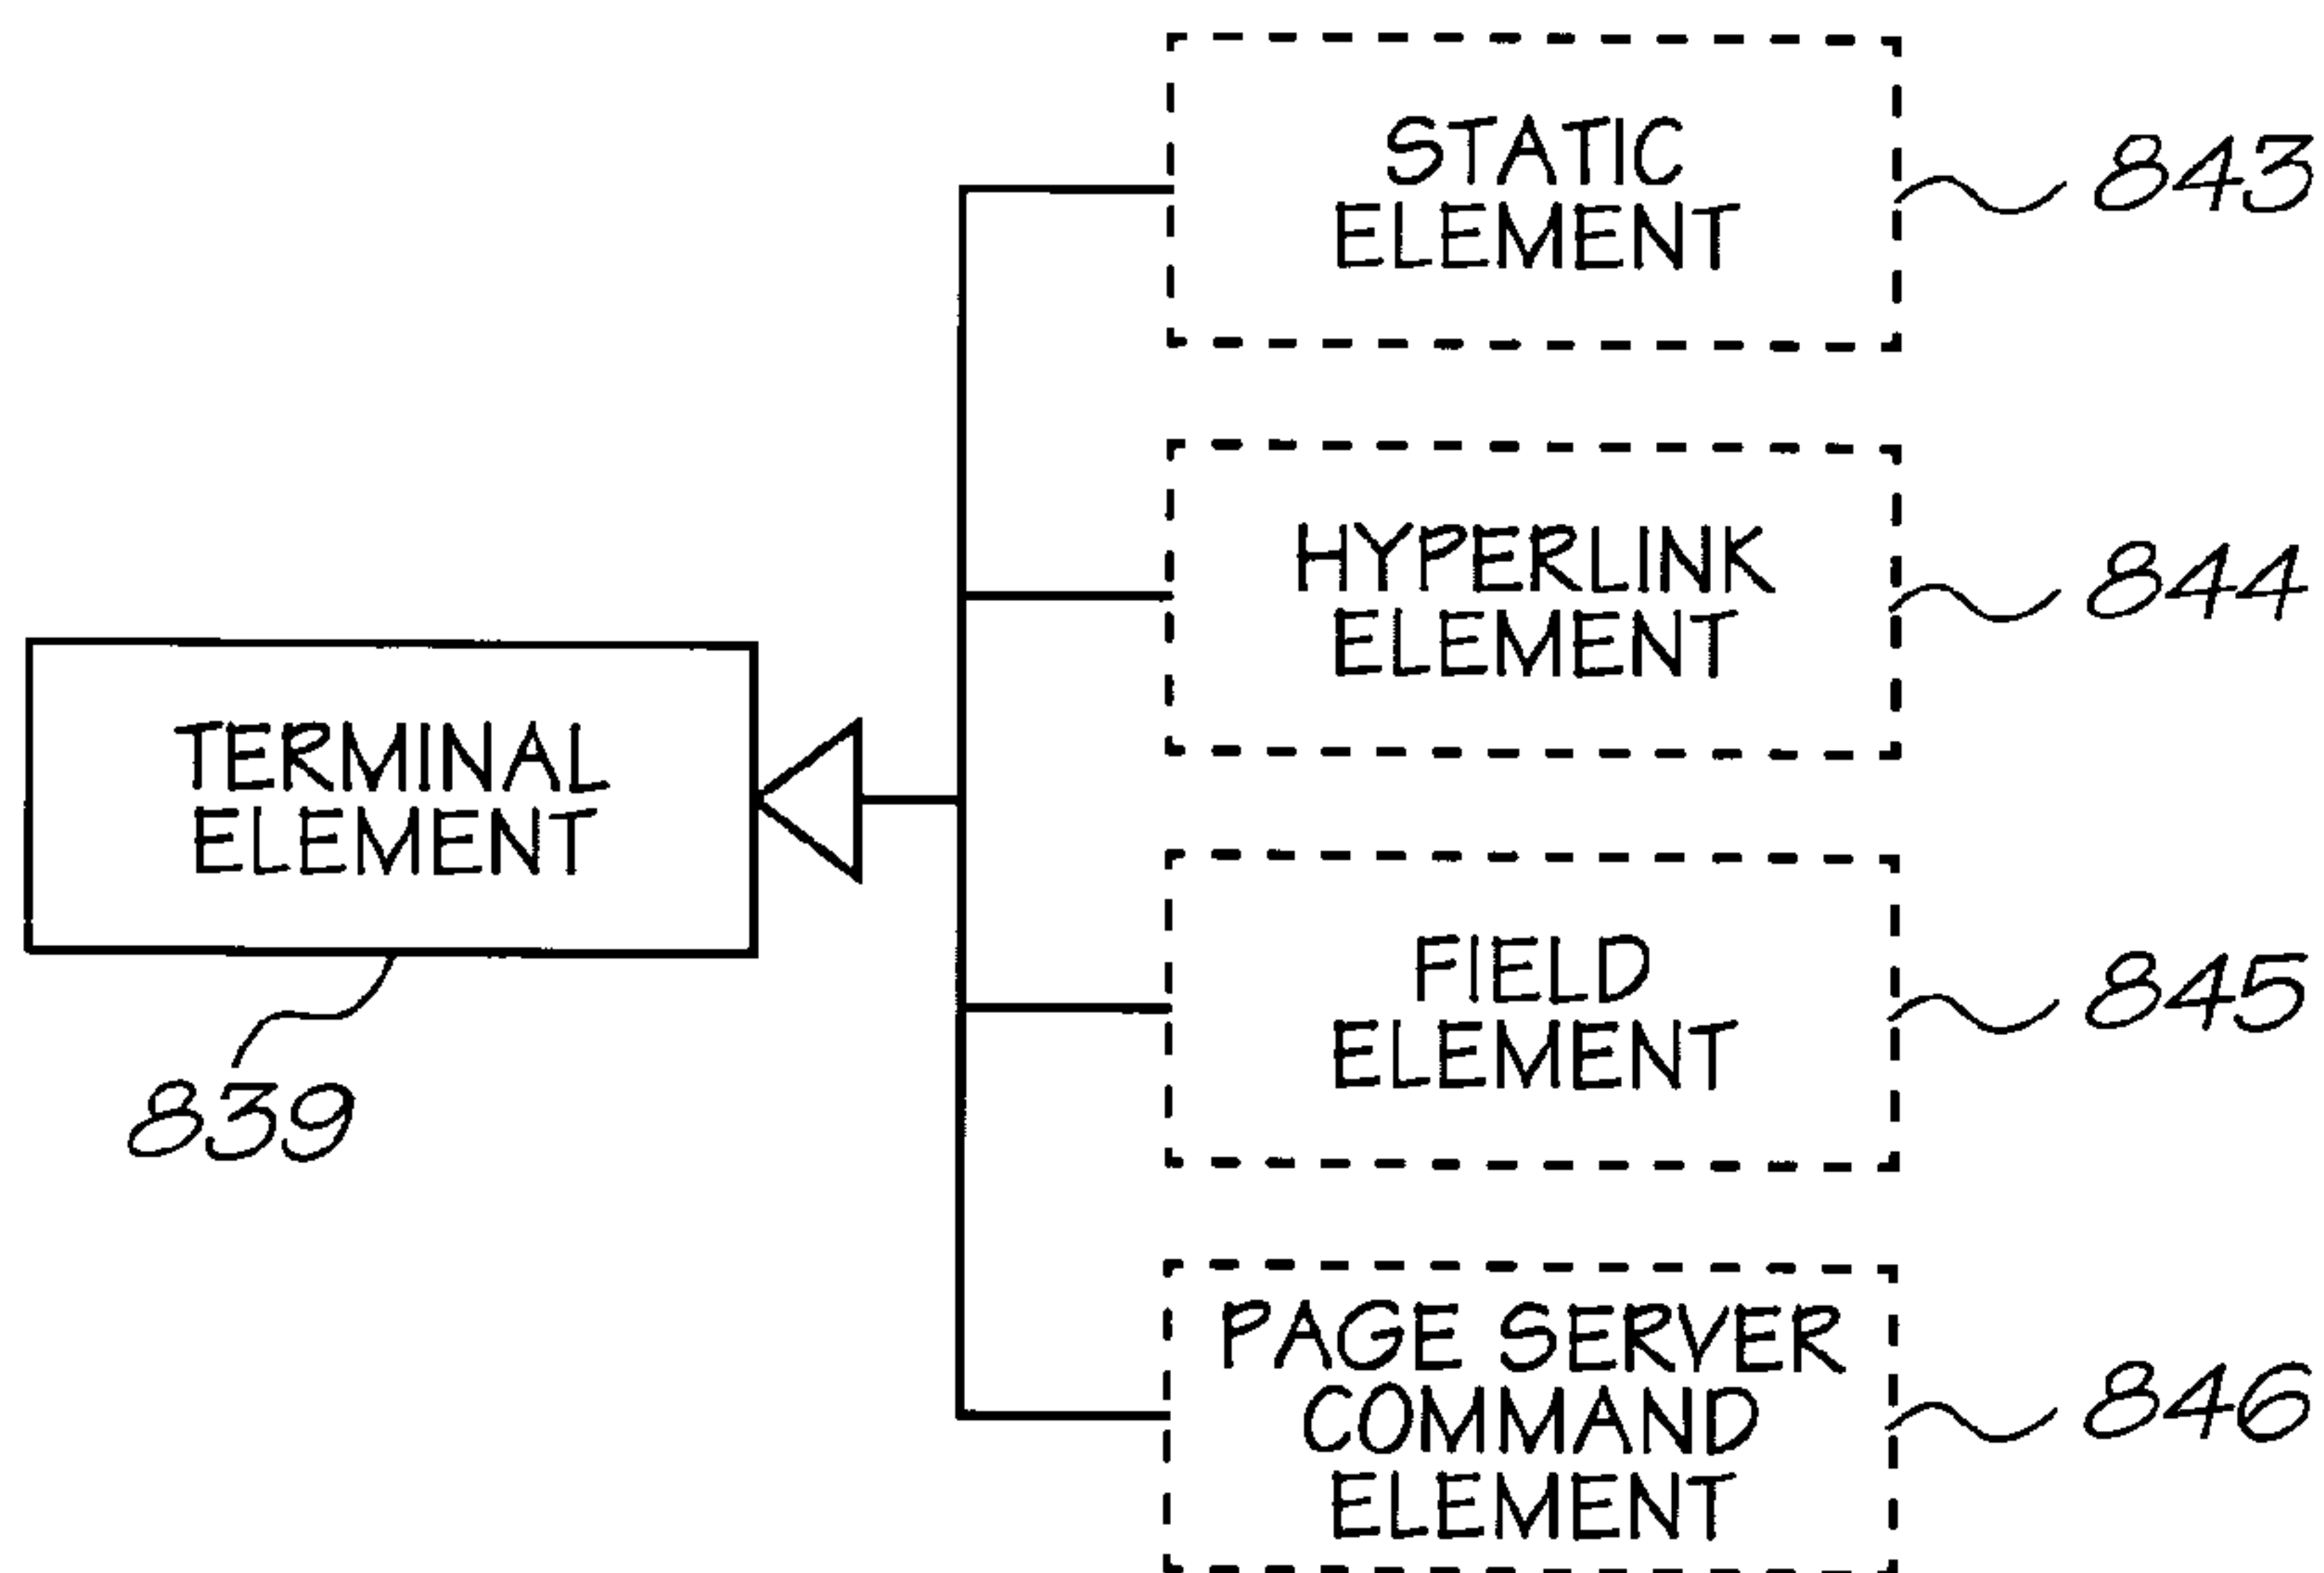 STATIC
ELEMENT
843
HYPERLINK
ELEMENT
844
TERMINAL
ELEMENT
839
FIELD
ELEMENT
845
PAGE SERVER
COMMAND
ELEMENT
846